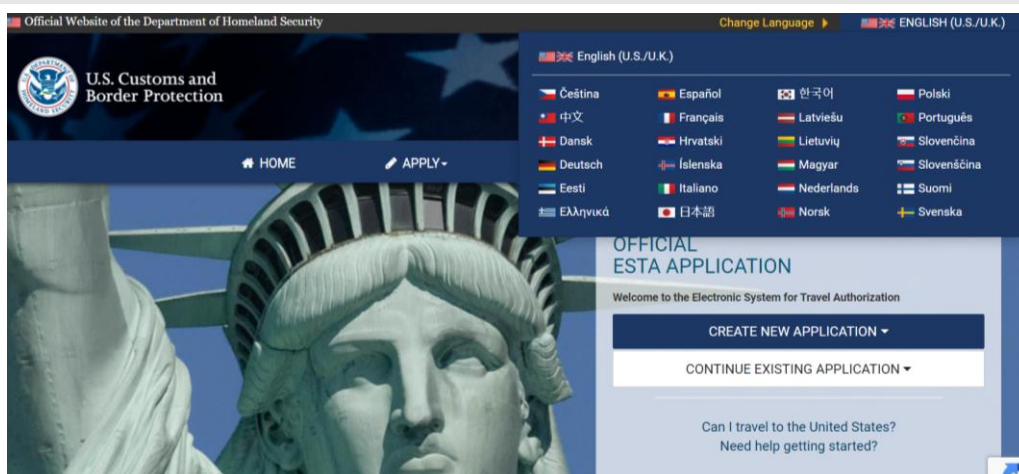 Official Website of the Department of Homeland Security
Change Language
ENGLISH (U.S./U.K.)
U.S. Customs and
Border Protection
English (U.S./U.K.)
Čeština
Español
한국어
Polski
中文
Français
Latviešu
Português
Dansk
Hrvatski
Lietuvių
Slovenčina
Deutsch
Íslenska
Magyar
Slovenščina
Eesti
Italiano
Nederlands
Suomi
Ελληνικά
日本語
Norsk
Svenska
HOME
APPLY
OFFICIAL
ESTA APPLICATION
Welcome to the Electronic System for Travel Authorization
CREATE NEW APPLICATION
CONTINUE EXISTING APPLICATION
Can I travel to the United States?
Need help getting started?